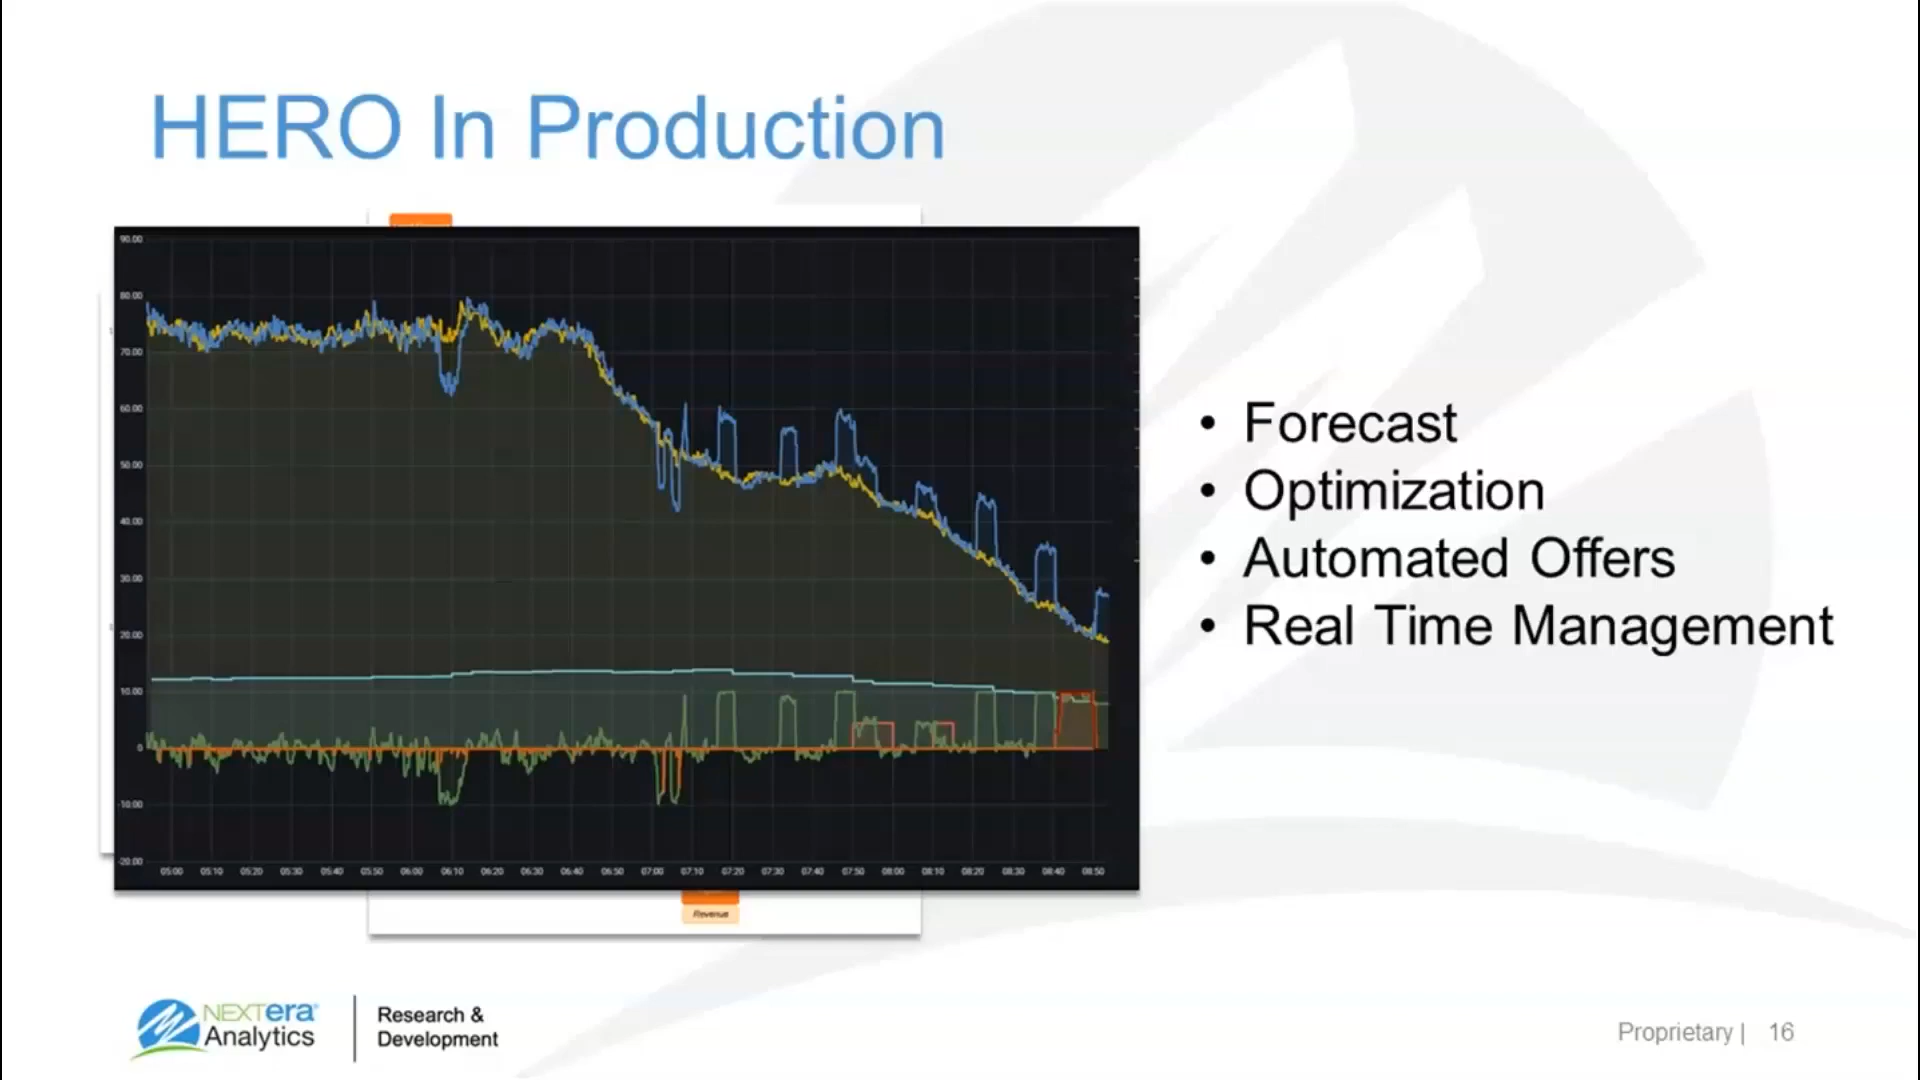 HERO In Production
90.00
80.00
70.00
60.00
50.00
40.00
30.00
20.00
10.00
0
-10.00
-20.00
05:00 05:10 05:20 05:30 05:40 05:50 06:00 06:10 06:20 06:30 06:40 06:50 07:00 07:10 07:20 07:30 07:40 07:50 08:00 08:10 08:20 08:30 08:40 08:50
Revenue
• Forecast
• Optimization
• Automated Offers
• Real Time Management
NEXTera®
Analytics
Research &
Development
Proprietary | 16